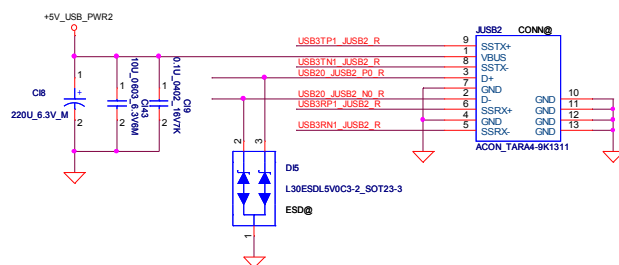 +5V_USB_PWR2
JUSB2 CONN@
USB3TP1_JUSB2_R 9 SSTX+
1 VBUS
USB3TN1_JUSB2_R 8 SSTX-
USB20_JUSB2_P0_R 3 D+
7 GND
USB20_JUSB2_N0_R 2 D- GND 10
USB3RP1_JUSB2_R 6 SSRX+ GND 11
4 GND GND 12
USB3RN1_JUSB2_R 5 SSRX- GND 13
ACON_TARA4-9K1311
1
+
CI8
220U_6.3V_M
2
1
10U_0603_6.3V6M
C43
2
1
0.1U_0402_16V7K
CI9
2
2 3
DI5
L30ESDL5V0C3-2_SOT23-3
ESD@
1